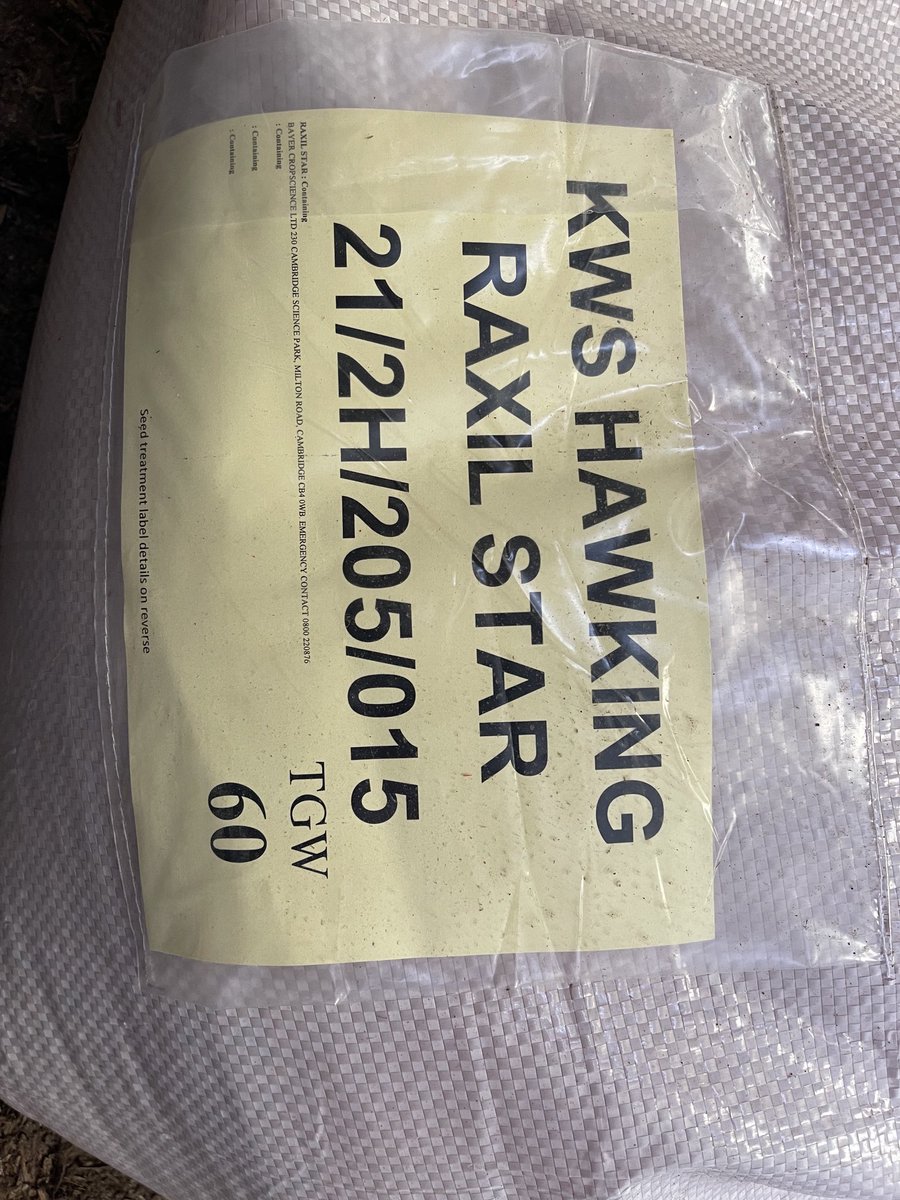 KWS HAWKING
RAXIL STAR
21/2H/205/015
RAXIL STAR : Containing
BAYER CROPSCIENCE LTD 230 CAMBRIDGE SCIENCE PARK, MILTON ROAD, CAMBRIDGE CB4 0WB. EMERGENCY CONTACT 0800 220876
: Containing
: Containing
: Containing
TGW
60
Seed treatment label details on reverse